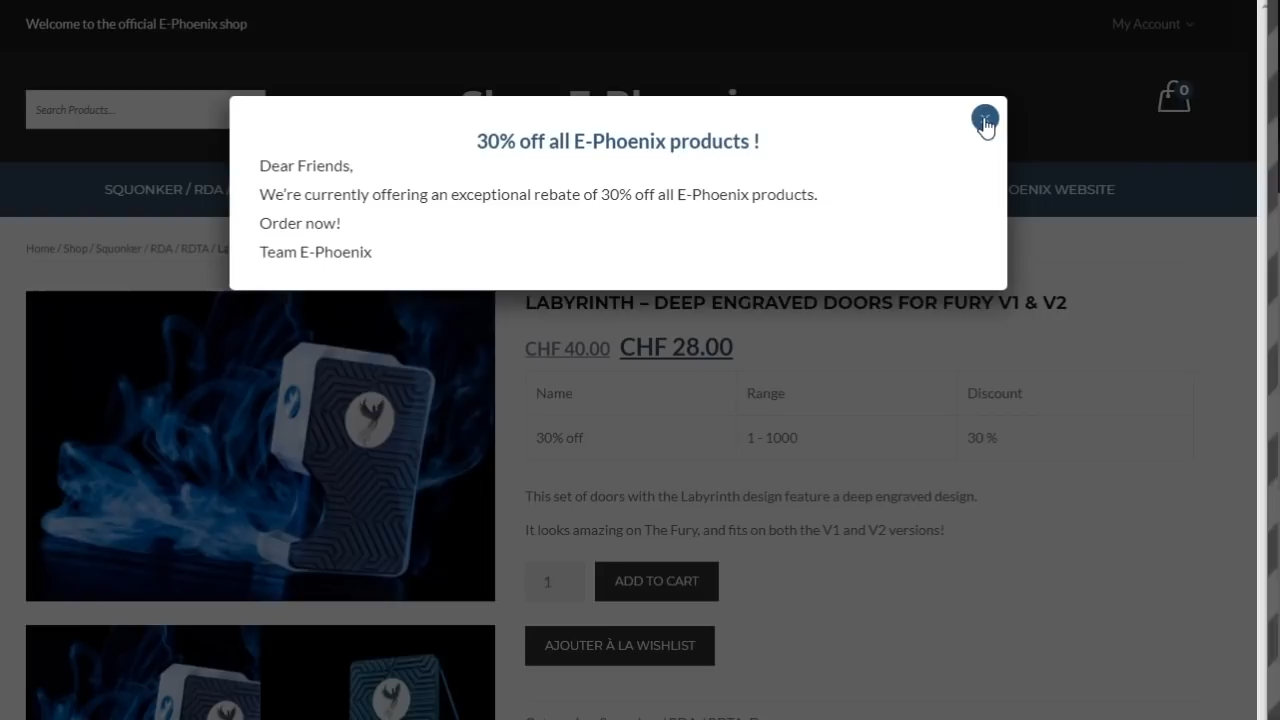 Welcome to the official E-Phoenix shop
My Account
Search Products...
0
30% off all E-Phoenix products !
Dear Friends,
We're currently offering an exceptional rebate of 30% off all E-Phoenix products.
Order now!
Team E-Phoenix
SQUONKER / RDA
WEBSITE
Home / Shop / Squonker / RDA / RDTA /
LABYRINTH – DEEP ENGRAVED DOORS FOR FURY V1 & V2
CHF 40.00 CHF 28.00
Name Range Discount
30% off 1 - 1000 30 %
This set of doors with the Labyrinth design feature a deep engraved design.
It looks amazing on The Fury, and fits on both the V1 and V2 versions!
1 ADD TO CART
AJOUTER À LA WISHLIST